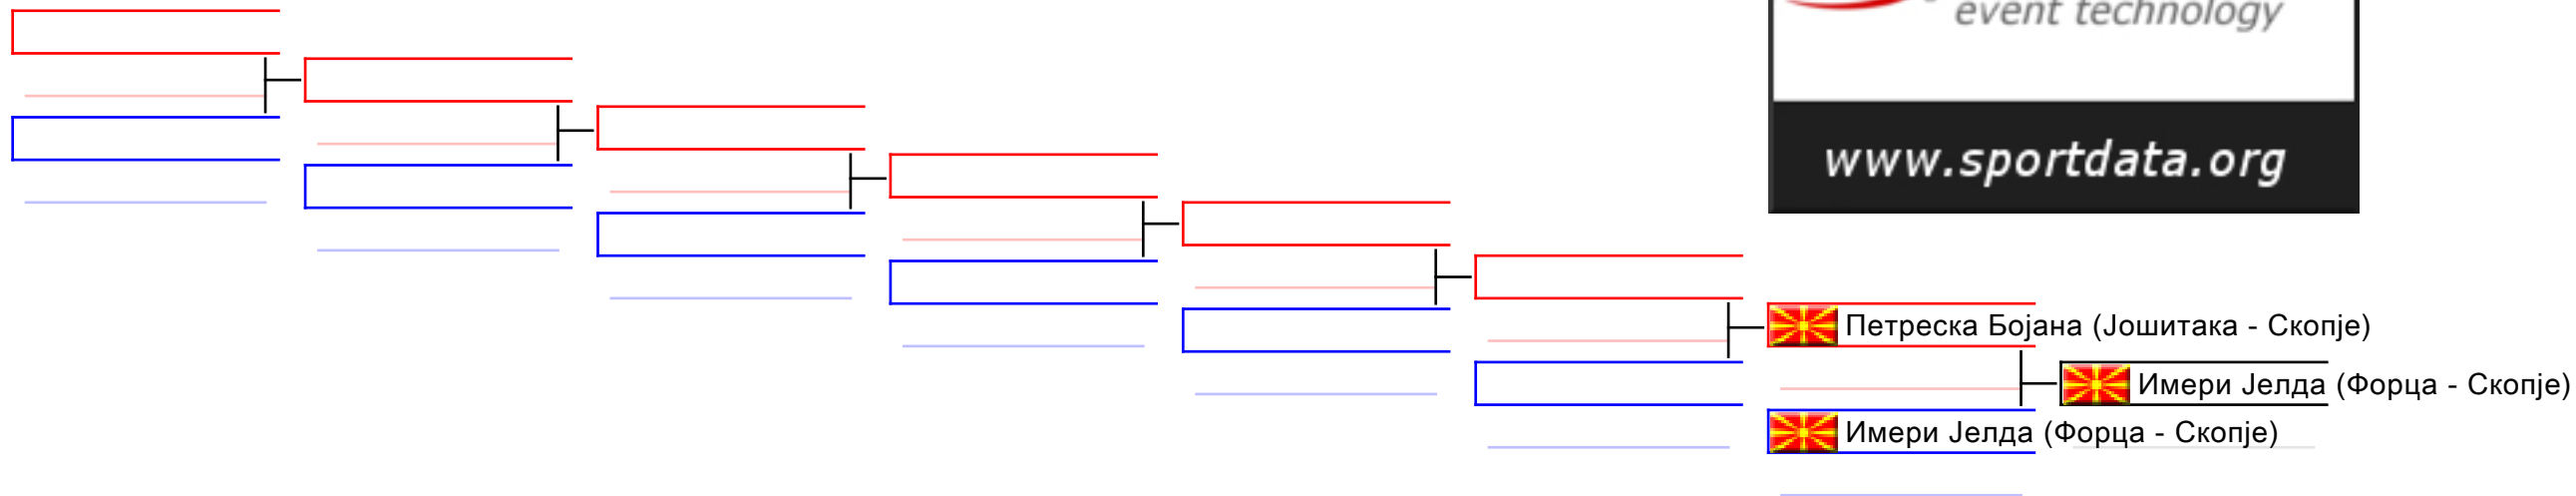 event technology
www.sportdata.org
Петреска Бојана (Јошитака - Скопје)
Имери Јелда (Форца - Скопје)
Имери Јелда (Форца - Скопје)